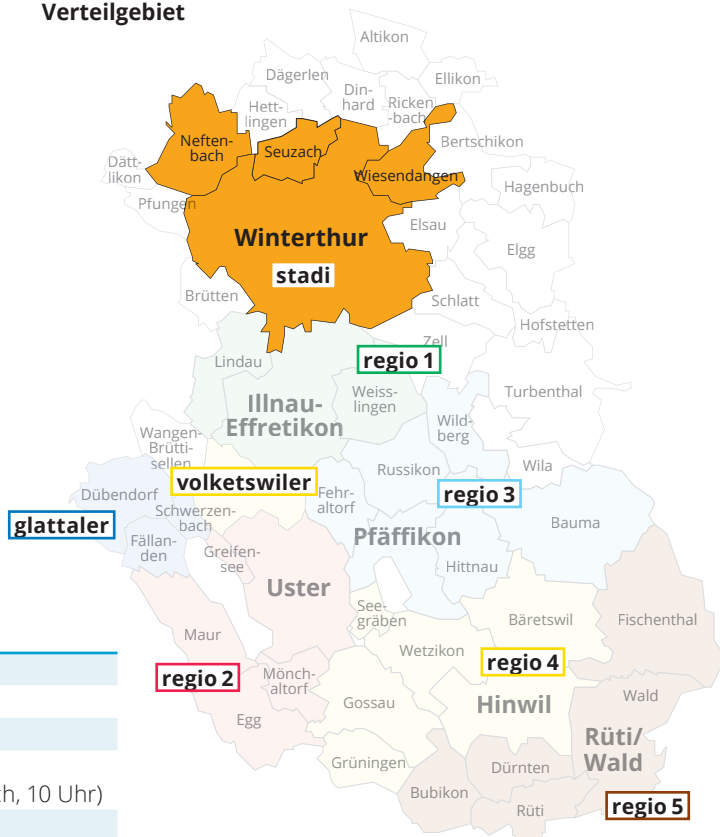 Verteilgebiet
Altikon
Dägerlen
Ellikon
Din-
hard
Ricken
-bach
Hett-
lingen
Neften-
bach
Seuzach
Bertschikon
Dätt-
likon
Wiesendangen
Hagenbuch
Pfungen
Elsau
Winterthur
Elgg
stadi
Brütten
Schlatt
Hofstetten
Zell
Lindau
regio 1
Illnau-
Effretikon
Weiss-
lingen
Turbenthal
Wild-
berg
Wangen-
Brütti-
sellen
Wila
Russikon
volketswiler
Dübendorf
Fehr-
altorf
regio 3
Schwerzen-
bach
glattaler
Bauma
Fällan-
den
Pfäffikon
Greifen-
see
Hittnau
Uster
See-
gräben
Bäretswil
Fischenthal
Maur
Wetzikon
regio 4
regio 2
Mönch-
altorf
Wald
Gossau
Hinwil
Egg
Rüti/
Wald
Grüningen
Dürnten
Bubikon
h, 10 Uhr)
Rüti
regio 5